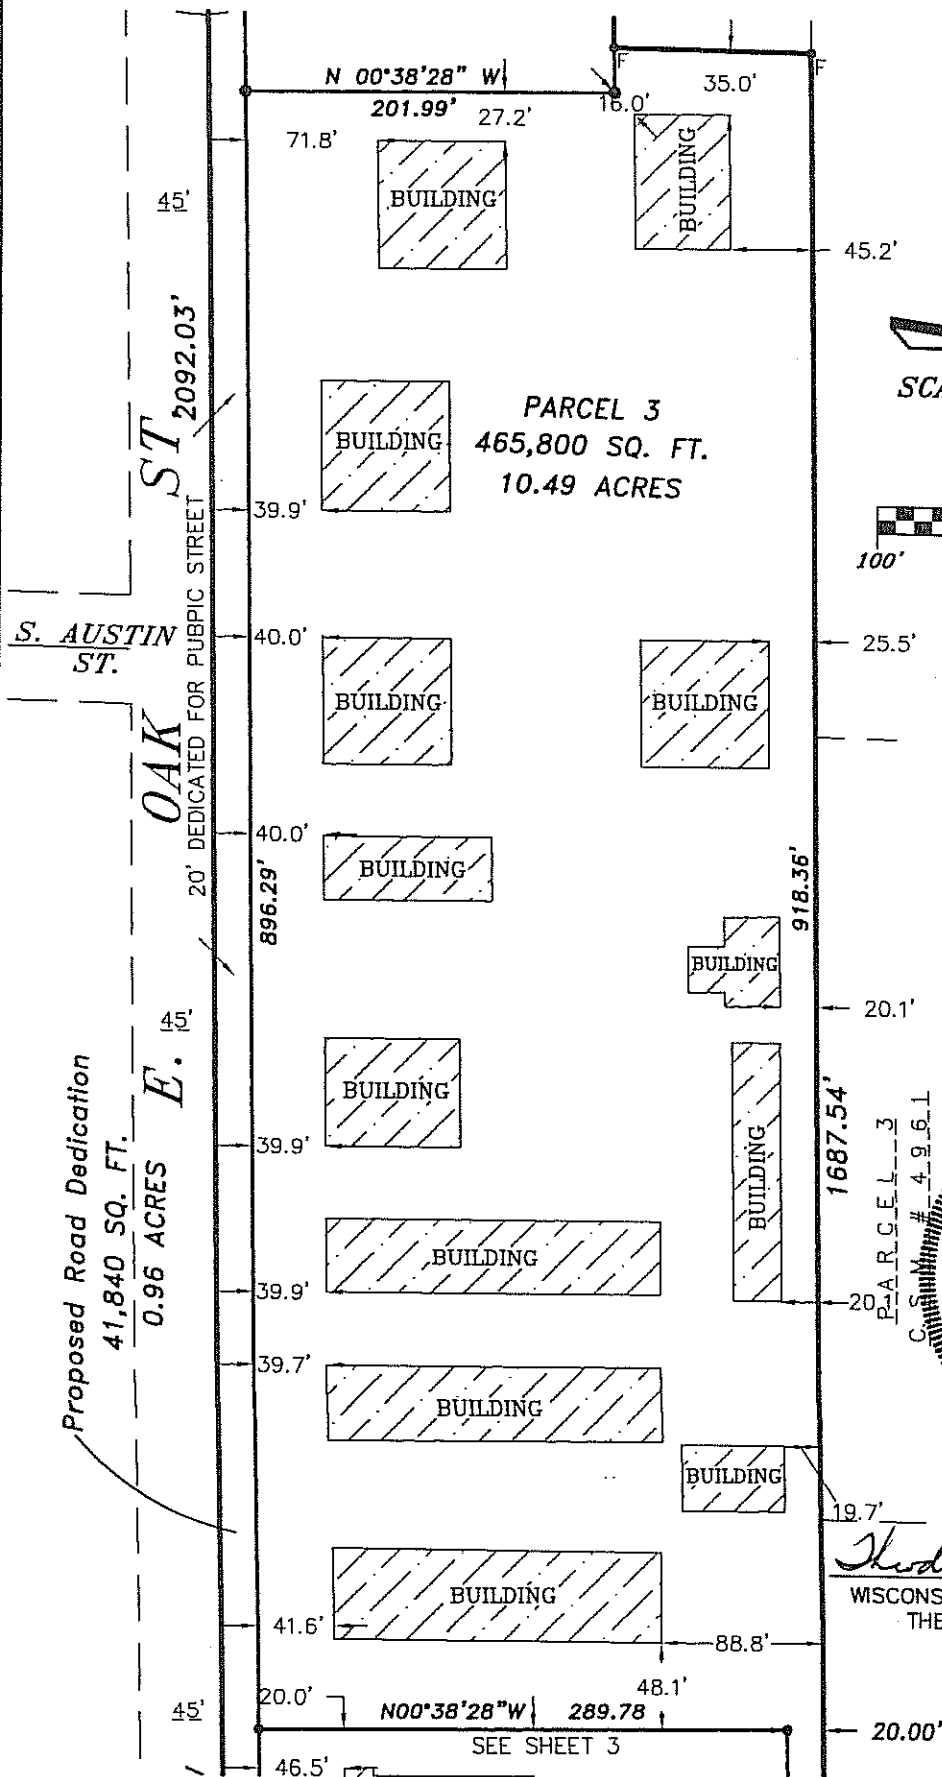 F
F
N 00°38'28" W
201.99'
27.2'
16.0'
35.0'
71.8'
45'
BUILDING
BUILDING
45.2'
SCA
PARCEL 3
465,800 SQ. FT.
10.49 ACRES
BUILDING
39.9'
100'
E. OAK ST.
2092.03'
20' DEDICATED FOR PUBPIC STREET
S. AUSTIN
ST.
40.0'
25.5'
BUILDING
BUILDING
40.0'
BUILDING
896.29'
918.36'
BUILDING
20.1'
45'
BUILDING
39.9'
BUILDING
1687.54'
PARCEL 3
C.S.M # 4961
Proposed Road Dedication
41,840 SQ. FT.
0.96 ACRES
BUILDING
39.9'
39.7'
BUILDING
BUILDING
19.7'
WISCONS
THE
BUILDING
41.6'
88.8'
48.1'
45'
20.0'
N00°38'28"W 289.78
SEE SHEET 3
20.00'
46.5'